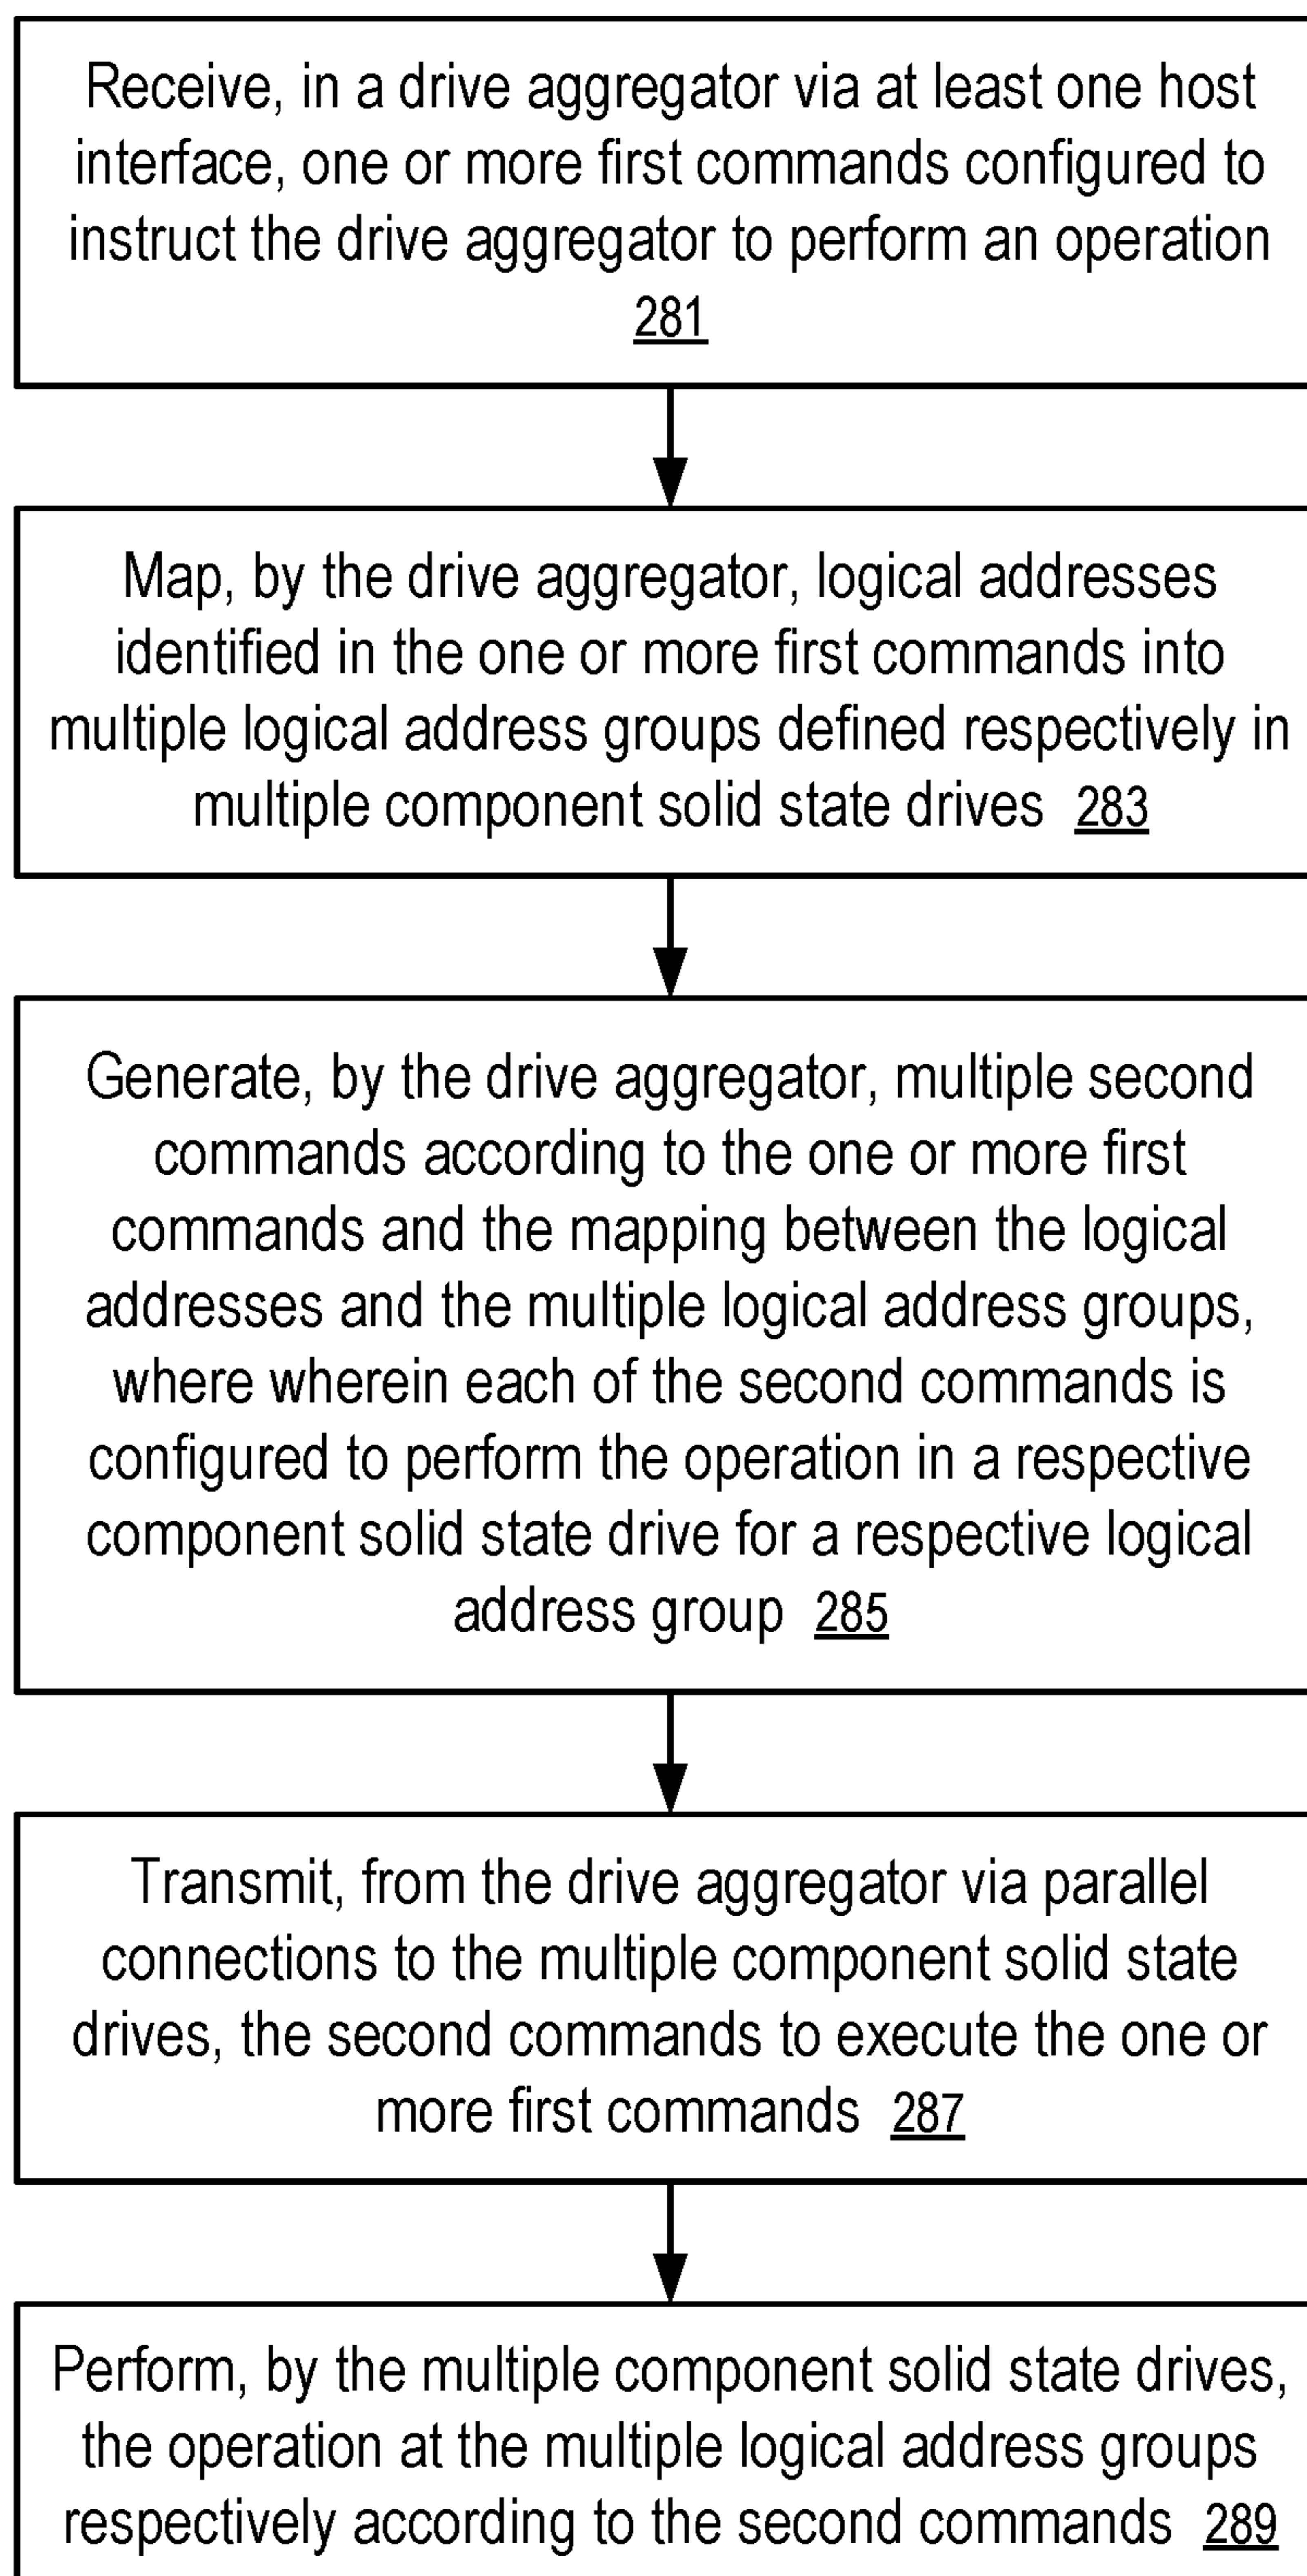 Receive, in a drive aggregator via at least one host
interface, one or more first commands configured to
instruct the drive aggregator to perform an operation
281
Map, by the drive aggregator, logical addresses
identified in the one or more first commands into
multiple logical address groups defined respectively in
multiple component solid state drives 283
Generate, by the drive aggregator, multiple second
commands according to the one or more first
commands and the mapping between the logical
addresses and the multiple logical address groups,
where wherein each of the second commands is
configured to perform the operation in a respective
component solid state drive for a respective logical
address group 285
Transmit, from the drive aggregator via parallel
connections to the multiple component solid state
drives, the second commands to execute the one or
more first commands 287
Perform, by the multiple component solid state drives,
the operation at the multiple logical address groups
respectively according to the second commands 289